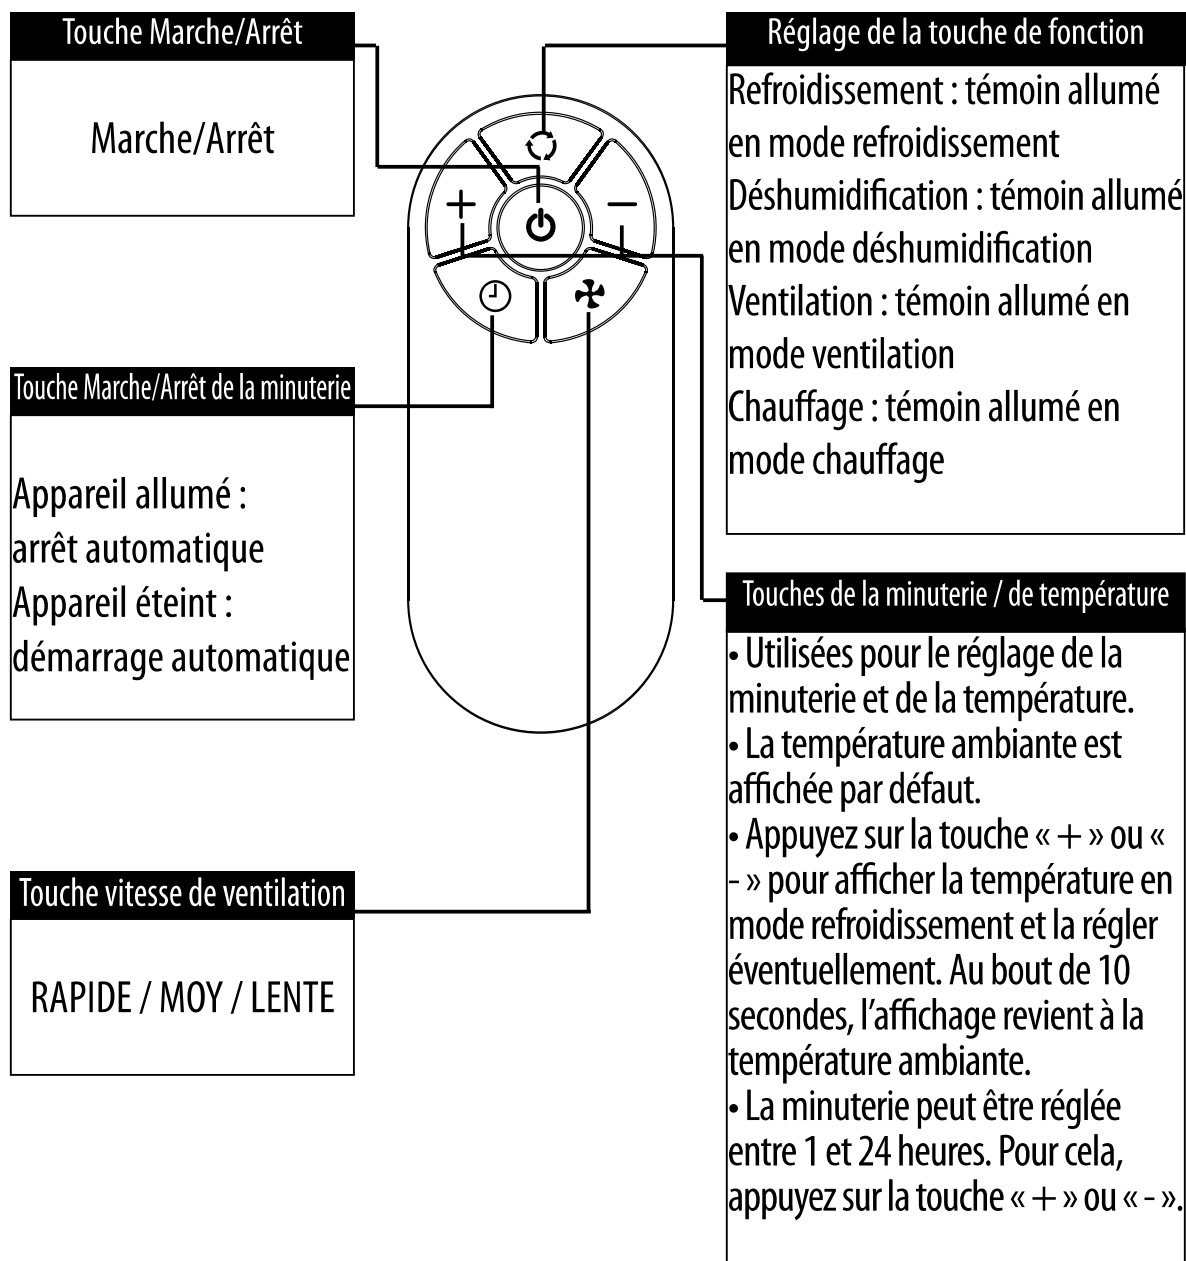 Touche Marche/Arrêt
Marche/Arrêt
Réglage de la touche de fonction
Refroidissement : témoin allumé
en mode refroidissement
Déshumidification : témoin allumé
en mode déshumidification
Ventilation : témoin allumé en
mode ventilation
Chauffage : témoin allumé en
mode chauffage
Touche Marche/Arrêt de la minuterie
Appareil allumé :
arrêt automatique
Appareil éteint :
démarrage automatique
Touches de la minuterie / de température
• Utilisées pour le réglage de la
minuterie et de la température.
• La température ambiante est
affichée par défaut.
• Appuyez sur la touche « + » ou «
- » pour afficher la température en
mode refroidissement et la régler
éventuellement. Au bout de 10
secondes, l'affichage revient à la
température ambiante.
• La minuterie peut être réglée
entre 1 et 24 heures. Pour cela,
appuyez sur la touche « + » ou « - ».
Touche vitesse de ventilation
RAPIDE / MOY / LENTE